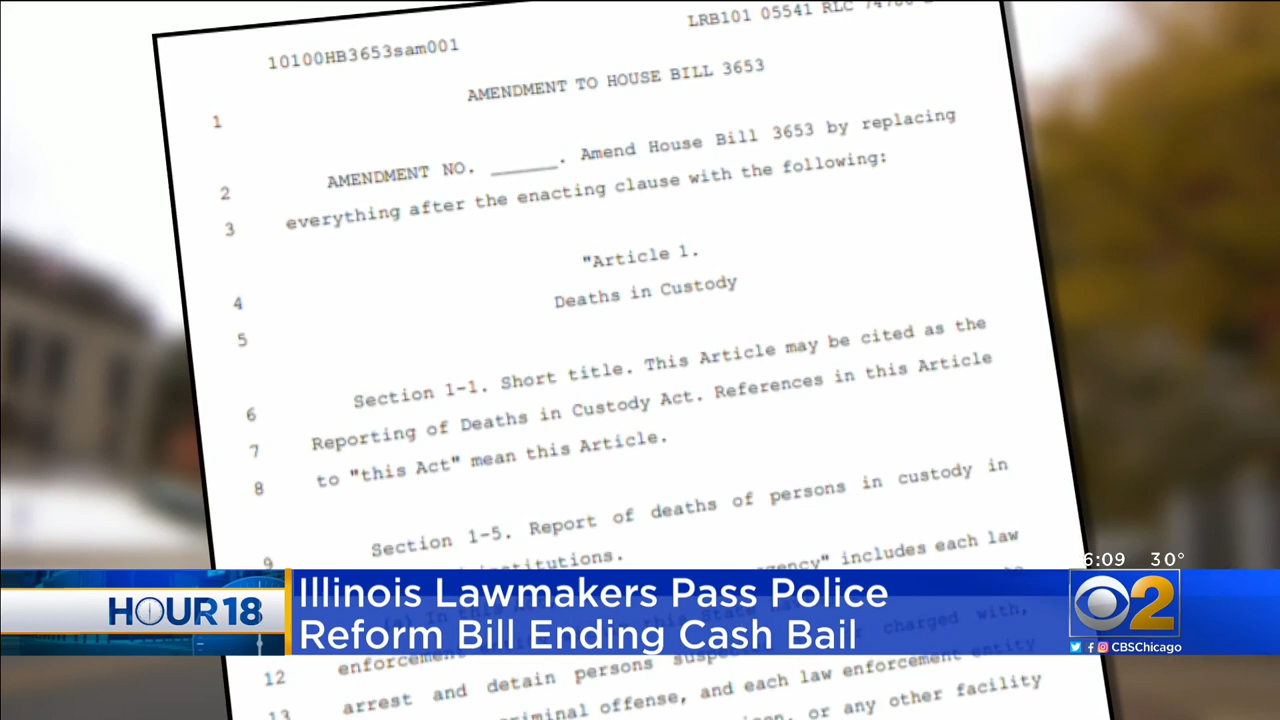 10100HB3653sam001
LRB101 05541 RLC
AMENDMENT TO HOUSE BILL 3653
1
2 AMENDMENT NO. ______. Amend House Bill 3653 by replacing
3 everything after the enacting clause with the following:
4 "Article 1.
5 Deaths in Custody
6 Section 1-1. Short title. This Article may be cited as the
7 Reporting of Deaths in Custody Act. References in this Article
8 to "this Act" mean this Article.
9 Section 1-5. Report of deaths of persons in custody in
institutions.
(a) In this includes each law
6:09 30°
HOUR18
Illinois Lawmakers Pass Police
Reform Bill Ending Cash Bail
2
CBSChicago
this State charged with,
12 enforcement
13 arrest and detain persons
criminal offense, and each law enforcement entity
or any other facility